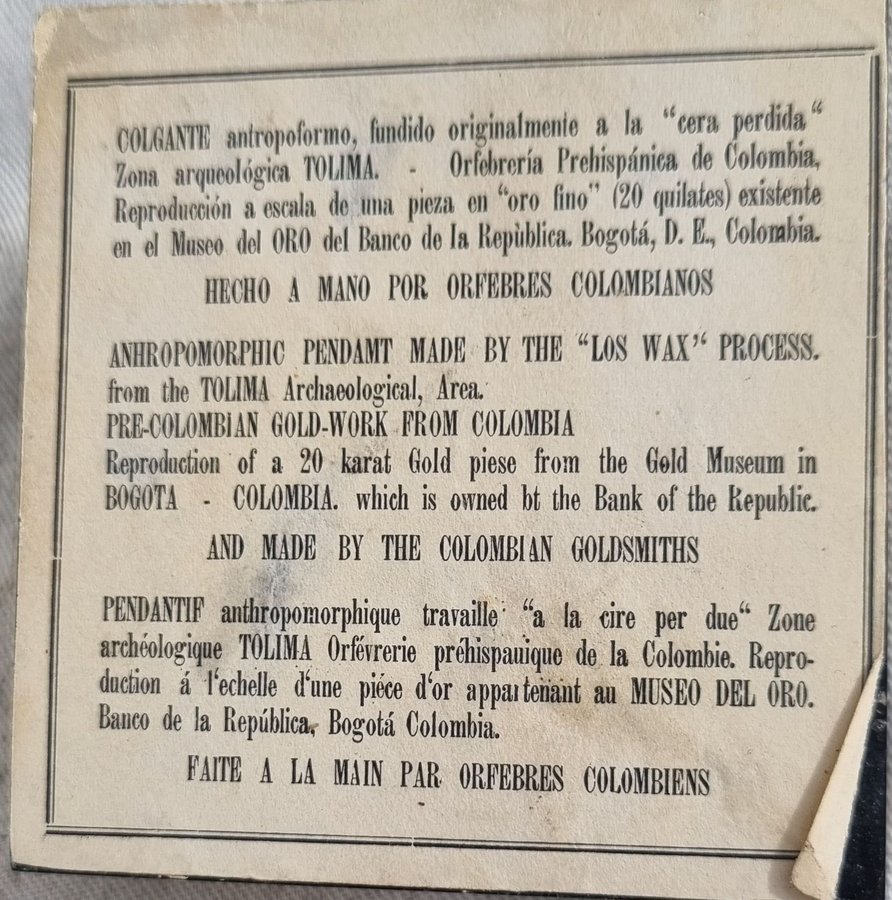 COLGANTE antropoformo, fundido originalmente a la "cera perdida"
Zona arqueológica TOLIMA. - Orfebrería Prehispánica de Colombia,
Reproducción a escala de una pieza en "oro fino" (20 quilates) existente
en el Museo del ORO del Banco de la Repùblica. Bogotá, D. E., Colombia.
HECHO A MANO POR ORFEBRES COLOMBIANOS
ANHROPOMORPHIC PENDAMT MADE BY THE "LOS WAX" PROCESS.
from the TOLIMA Archaeological, Area.
PRE-COLOMBIAN GOLD-WORK FROM COLOMBIA
Reproduction of a 20 karat Gold piese from the Gold Museum in
BOGOTA - COLOMBIA. which is owned bt the Bank of the Republic.
AND MADE BY THE COLOMBIAN GOLDSMITHS
PENDANTIF anthropomorphique travaille "a la cire per due" Zone
archéologique TOLIMA Orfévrerie préhispauique de la Colombie. Repro-
duction á l'echelle d'une piéce d'or appartenant au MUSEO DEL ORO.
Banco de la República, Bogotá Colombia.
FAITE A LA MAIN PAR ORFEBRES COLOMBIENS